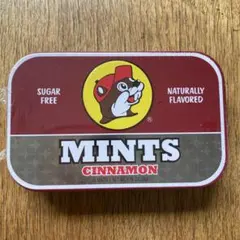 SUGAR FREE
NATURALLY FLAVORED
®
MINTS
CINNAMON